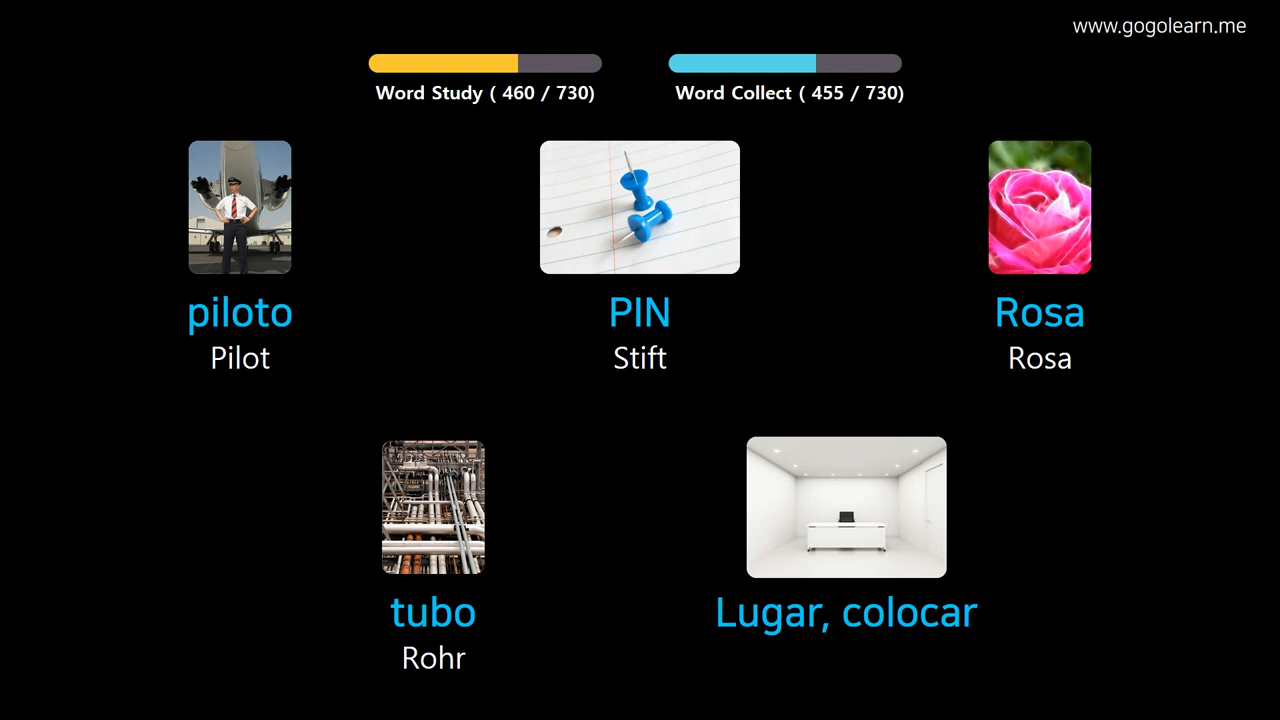 www.gogolearn.me
Word Study ( 460 / 730)
Word Collect ( 455 / 730)
piloto
Pilot
PIN
Stift
Rosa
Rosa
tubo
Rohr
Lugar, colocar